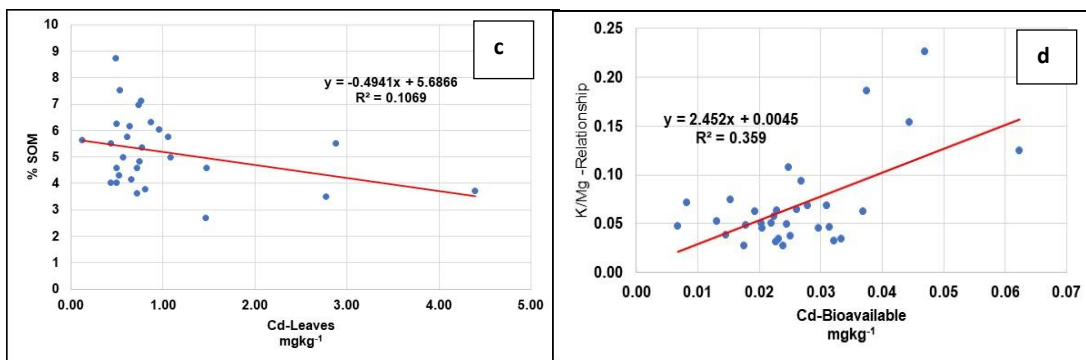 c
10
9
8
7
6
5
4
3
2
1
0
% SOM
y = -0.4941x + 5.6866
R² = 0.1069
0.00 1.00 2.00 3.00 4.00 5.00
Cd-Leaves
mgkg⁻¹
d
0.25
0.20
0.15
0.10
0.05
0.00
K/Mg -Relationship
y = 2.452x + 0.0045
R² = 0.359
0.00 0.01 0.02 0.03 0.04 0.05 0.06 0.07
Cd-Bioavailable
mgkg⁻¹